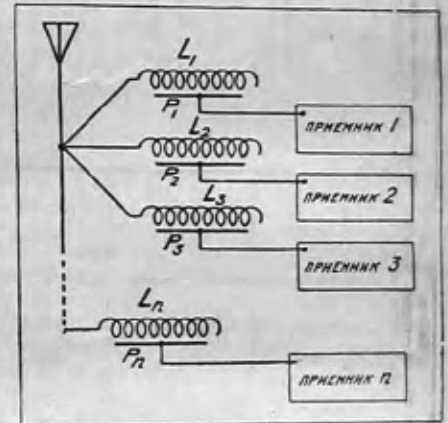 L₁
P₁
ПРИЕМНИК 1
L₂
P₂
ПРИЕМНИК 2
L₃
P₃
ПРИЕМНИК 3
Lₙ
Pₙ
ПРИЕМНИК n